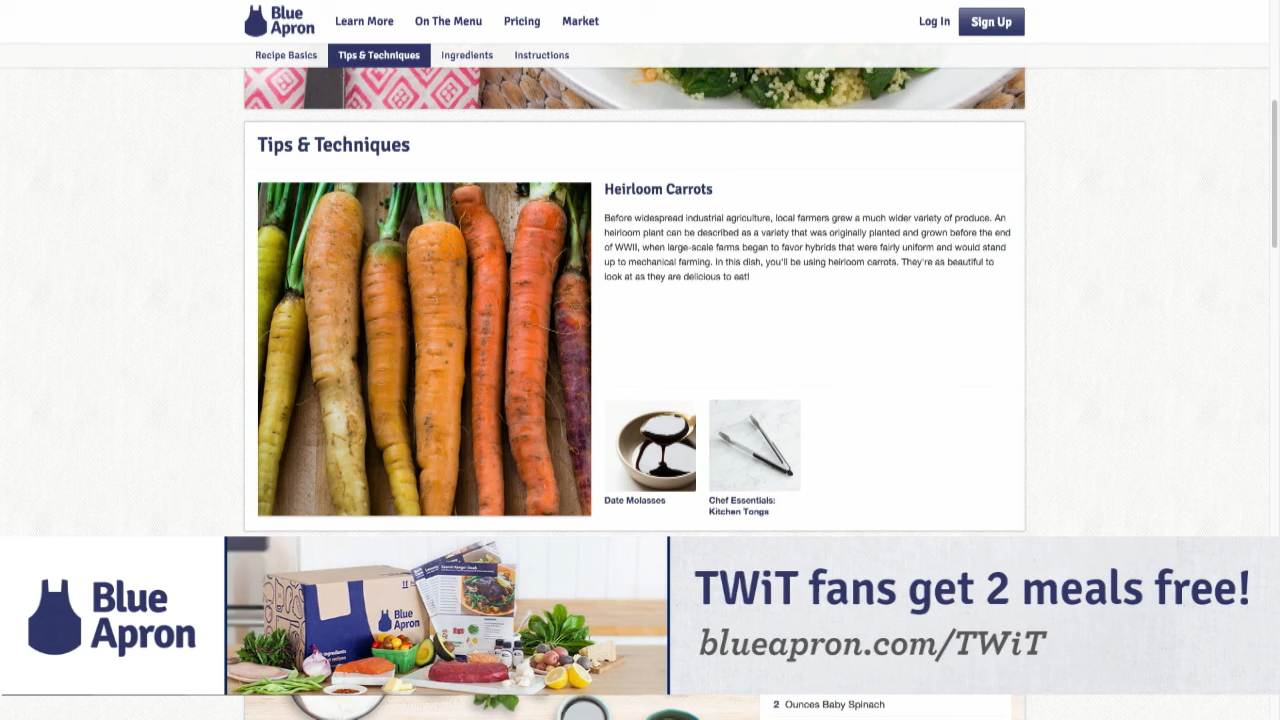 Blue
Apron
Learn More
On The Menu
Pricing
Market
Log In
Sign Up
Recipe Basics
Tips & Techniques
Ingredients
Instructions
Tips & Techniques
Heirloom Carrots
Before widespread industrial agriculture, local farmers grew a much wider variety of produce. An
heirloom plant can be described as a variety that was originally planted and grown before the end
of WWII, when large-scale farms began to favor hybrids that were fairly uniform and would stand
up to mechanical farming. In this dish, you'll be using heirloom carrots. They're as beautiful to
look at as they are delicious to eat!
Date Molasses
Chef Essentials:
Kitchen Tongs
Blue
Apron
Blue
Apron
TWiT fans get 2 meals free!
blueapron.com/TWiT
2 Ounces Baby Spinach